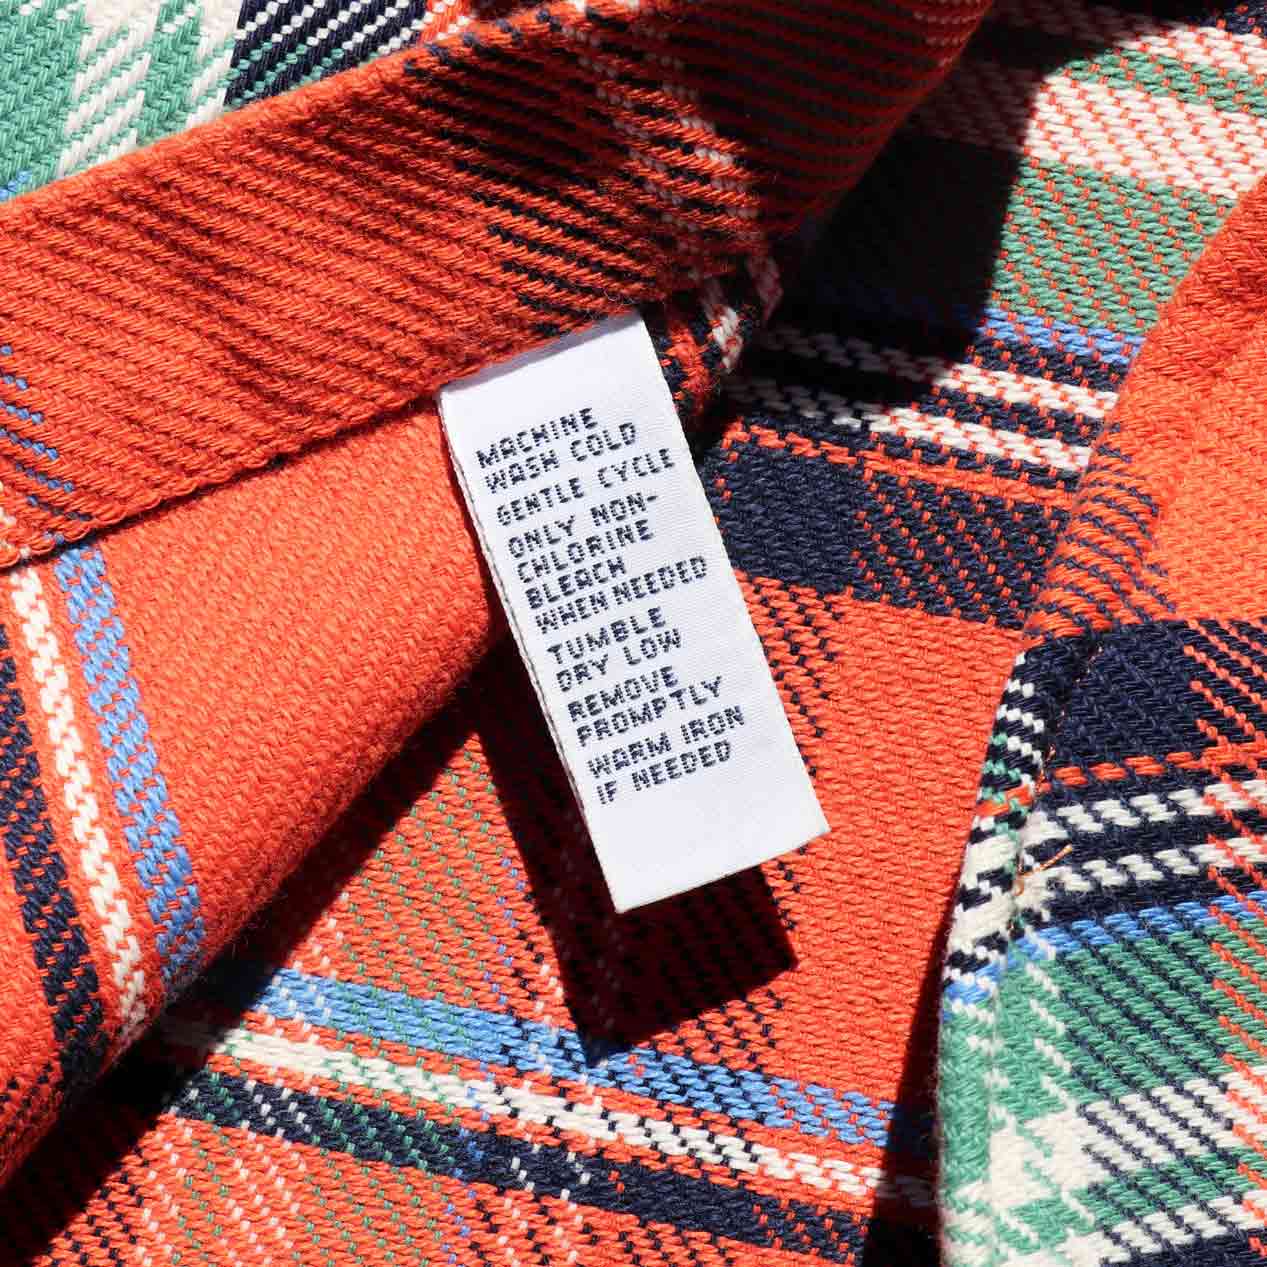 MACHINE
WASH COLD
GENTLE CYCLE
ONLY NON-
CHLORINE
BLEACH
WHEN NEEDED
TUMBLE
DRY LOW
REMOVE
PROMPTLY
WARM IRON
IF NEEDED